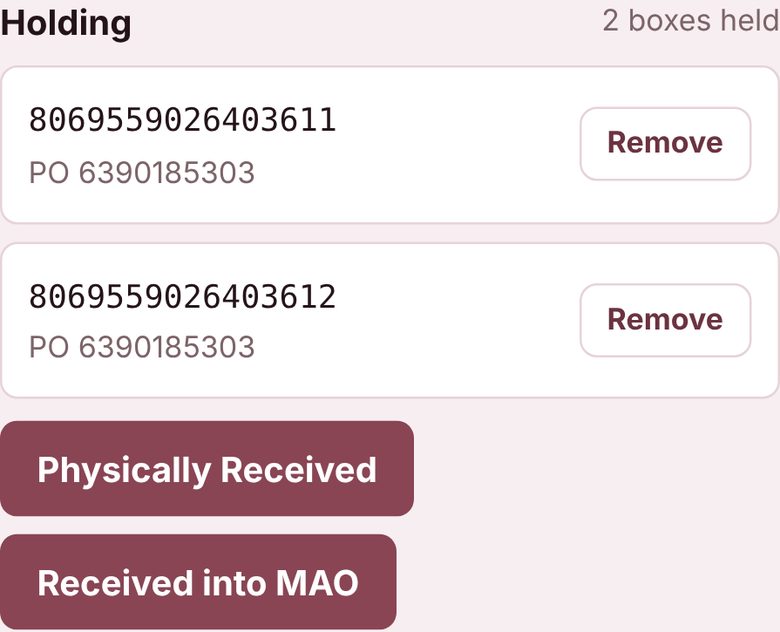 Holding
2 boxes held
8069559026403611
PO 6390185303
Remove
8069559026403612
PO 6390185303
Remove
Physically Received
Received into MAO